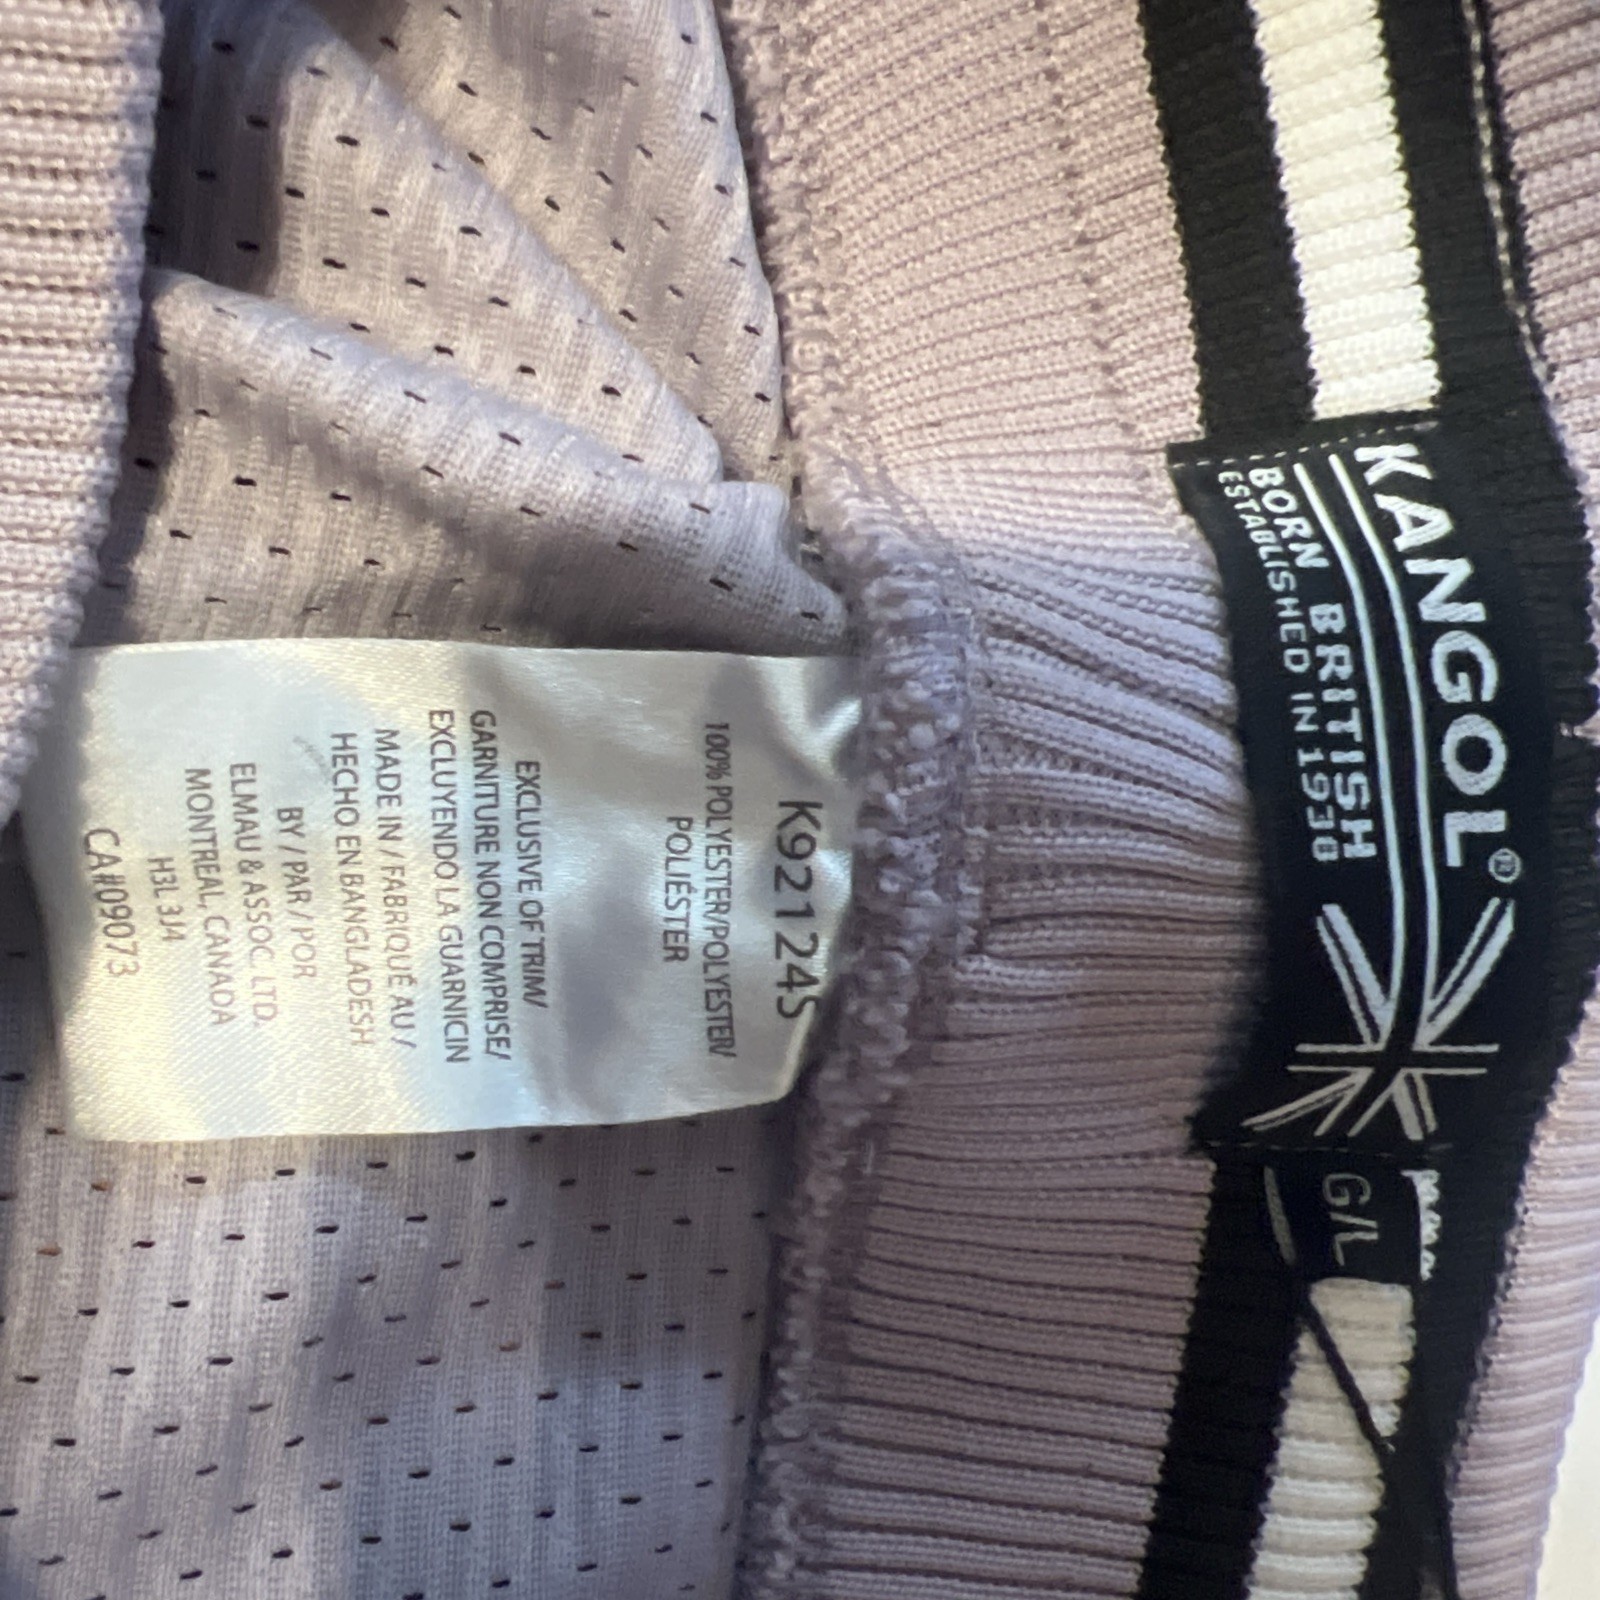 KANGOL®
BORN BRITISH
ESTABLISHED IN 1938
G/L
K921245
100% POLYESTER/POLYESTER/
POLIÉSTER
EXCLUSIVE OF TRIM/
GARNITURE NON COMPRISE/
EXCLUYENDO LA GUARNICIN
MADE IN / FABRIQUÉ AU /
HECHO EN BANGLADESH
BY / PAR / POR
ELMAU & ASSOC. LTD.
MONTREAL, CANADA
H3L 3J4
CA#09073